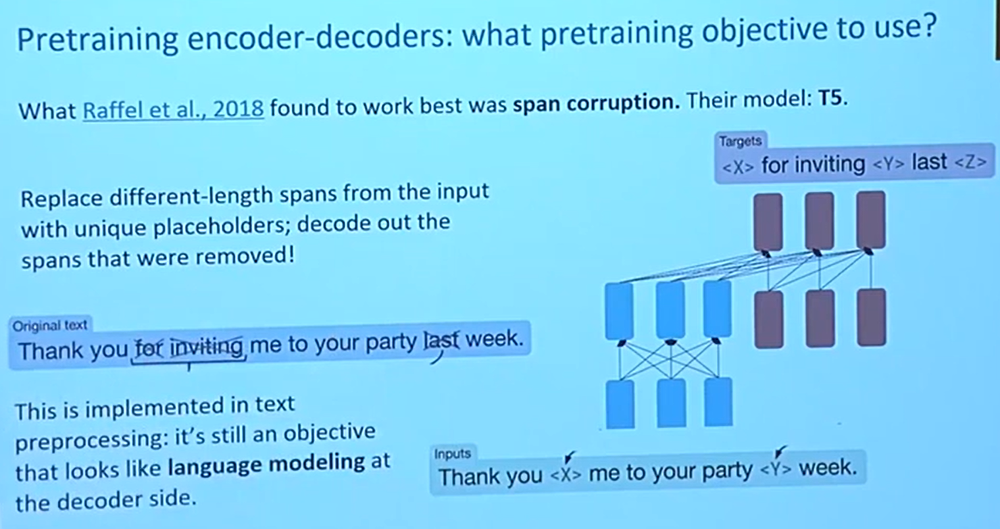 Pretraining encoder-decoders: what pretraining objective to use?
What Raffel et al., 2018 found to work best was span corruption. Their model: T5.
Targets
<X> for inviting <Y> last <Z>
Replace different-length spans from the input
with unique placeholders; decode out the
spans that were removed!
Original text
Thank you for inviting me to your party last week.
This is implemented in text
preprocessing: it's still an objective
that looks like language modeling at
the decoder side.
Inputs
Thank you <X> me to your party <Y> week.